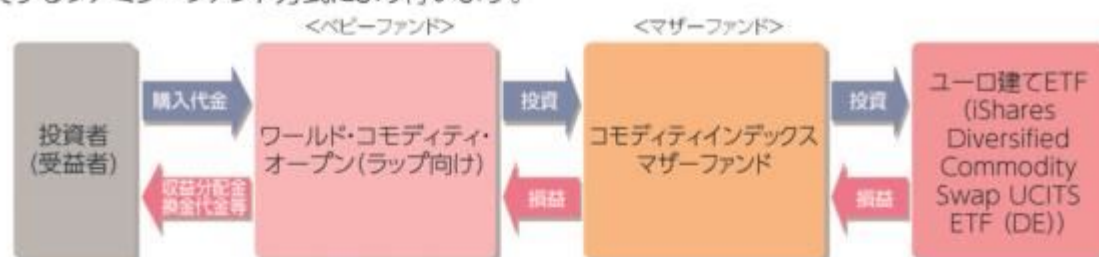 <ベビーファンド>
<マザーファンド>
投資者
(受益者)
購入代金
収益分配金
換金代金等
ワールド・コモディティ・
オープン(ラップ向け)
投資
損益
コモディティインデックス
マザーファンド
投資
損益
ユーロ建てETF
(iShares
Diversified
Commodity
Swap UCITS
ETF (DE))